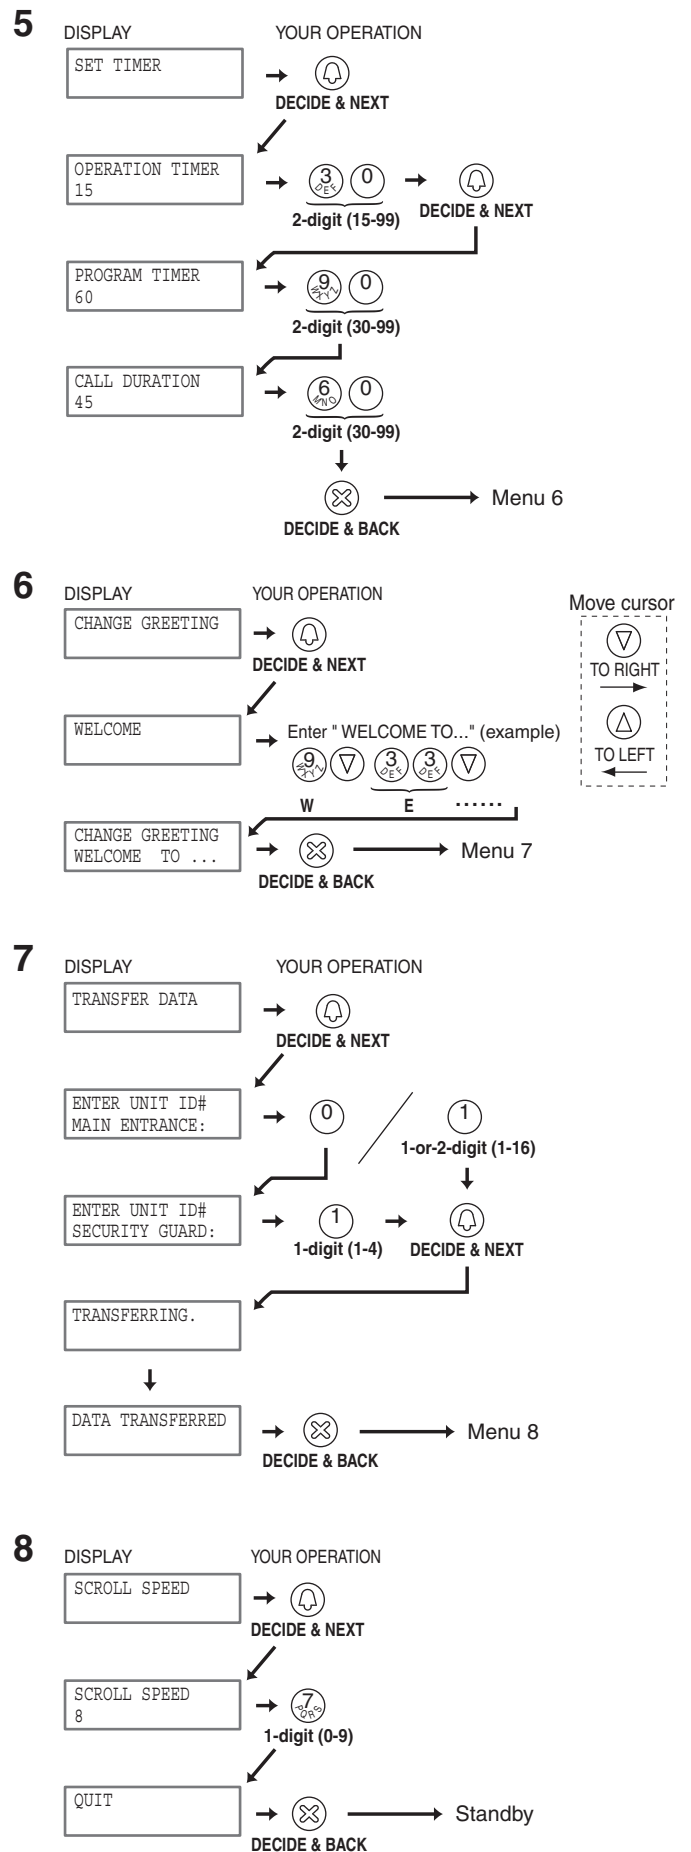 5
DISPLAY YOUR OPERATION
SET TIMER
DECIDE & NEXT
OPERATION TIMER
15
3 DEF 0
2-digit (15-99)
DECIDE & NEXT
PROGRAM TIMER
60
9 WXYZ 0
2-digit (30-99)
CALL DURATION
45
6 MNO 0
2-digit (30-99)
Menu 6
DECIDE & BACK
6
DISPLAY YOUR OPERATION
CHANGE GREETING
DECIDE & NEXT
Move cursor
TO RIGHT
TO LEFT
WELCOME
Enter " WELCOME TO..." (example)
9 WXYZ 3 DEF 3 DEF
W E ......
CHANGE GREETING
WELCOME TO ...
Menu 7
DECIDE & BACK
7
DISPLAY YOUR OPERATION
TRANSFER DATA
DECIDE & NEXT
ENTER UNIT ID#
MAIN ENTRANCE:
0 / 1
1-or-2-digit (1-16)
ENTER UNIT ID#
SECURITY GUARD:
1
1-digit (1-4)
DECIDE & NEXT
TRANSFERRING.
DATA TRANSFERRED
Menu 8
DECIDE & BACK
8
DISPLAY YOUR OPERATION
SCROLL SPEED
DECIDE & NEXT
SCROLL SPEED
8
7 PQRS
1-digit (0-9)
QUIT
Standby
DECIDE & BACK